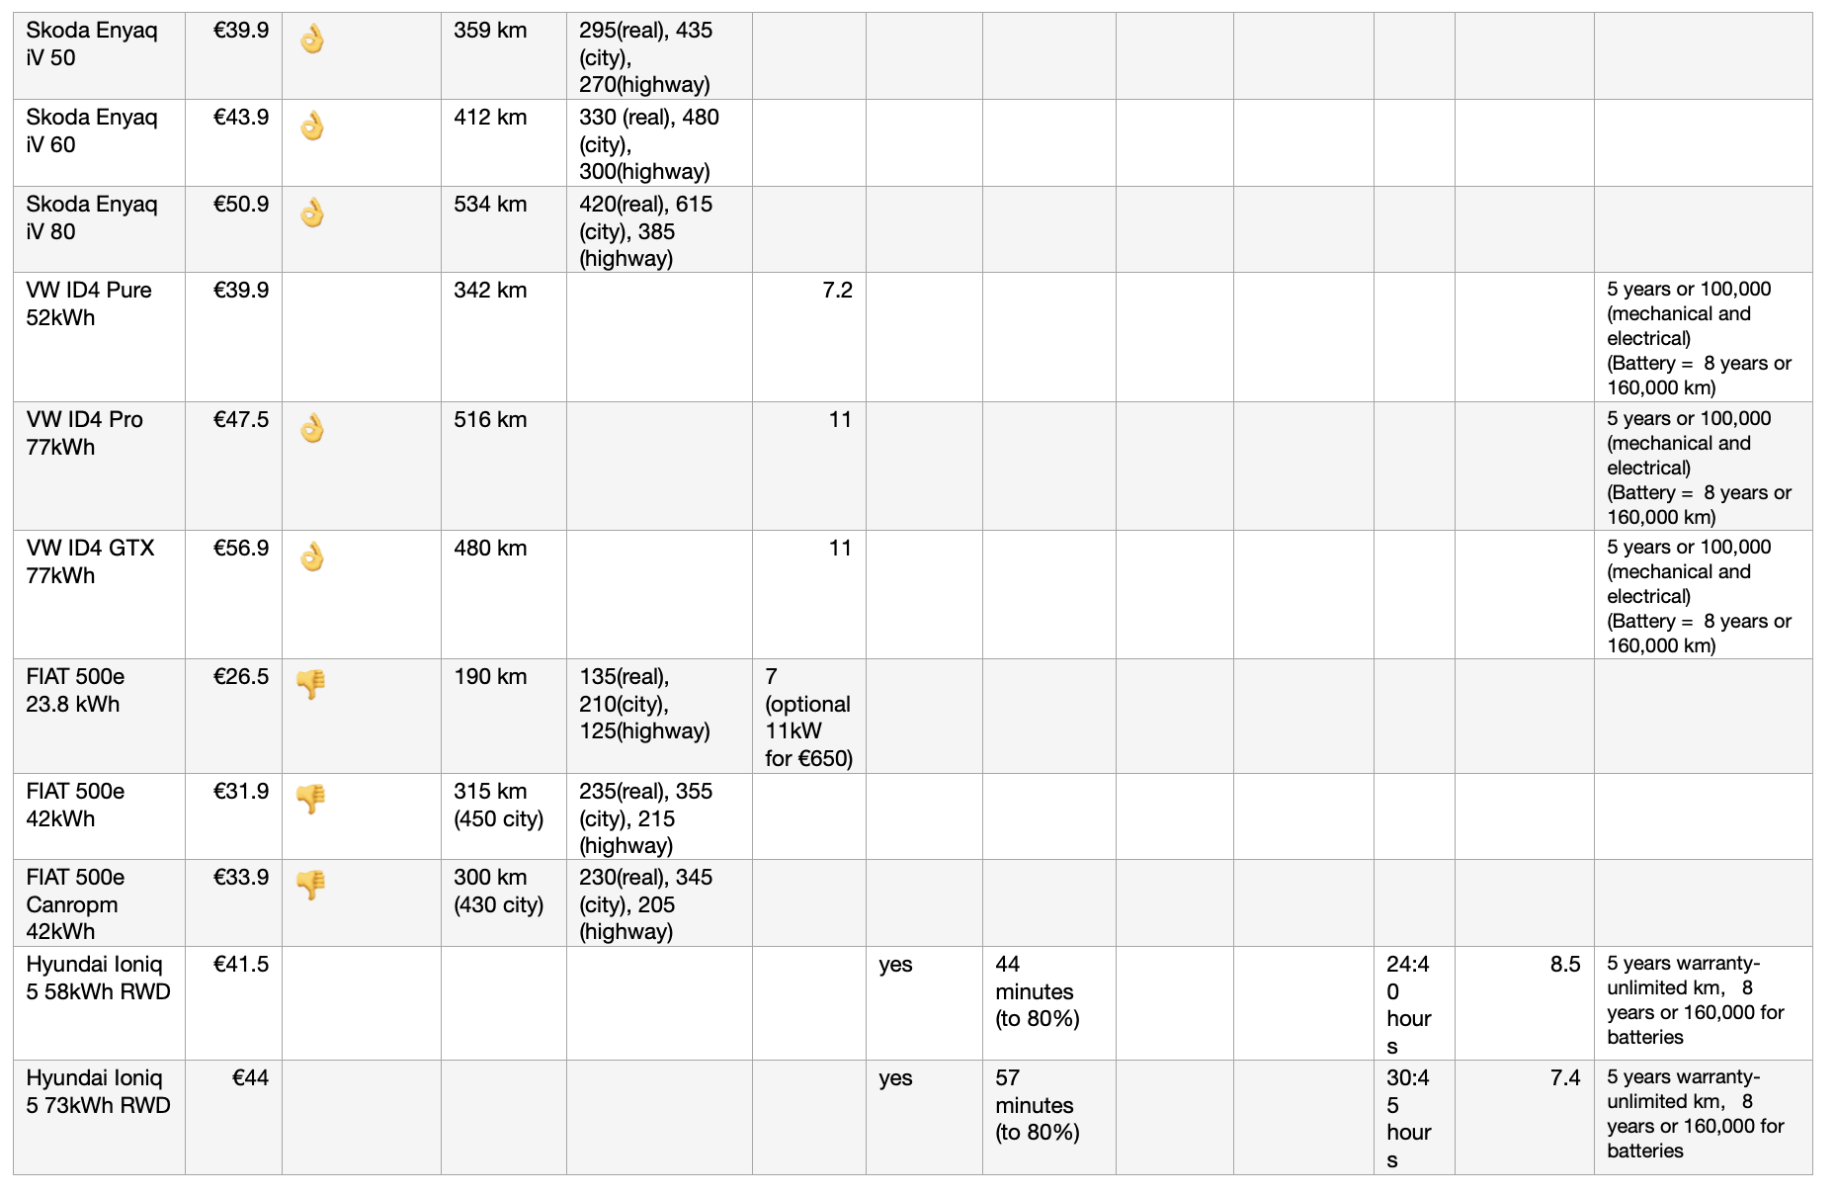 Skoda Enyaq
iV 50
€39.9
👌
359 km
295(real), 435
(city),
270(highway)
Skoda Enyaq
iV 60
€43.9
👌
412 km
330 (real), 480
(city),
300(highway)
Skoda Enyaq
iV 80
€50.9
👌
534 km
420(real), 615
(city), 385
(highway)
VW ID4 Pure
52kWh
€39.9
342 km
7.2
5 years or 100,000
(mechanical and
electrical)
(Battery =  8 years or
160,000 km)
VW ID4 Pro
77kWh
€47.5
👌
516 km
11
5 years or 100,000
(mechanical and
electrical)
(Battery =  8 years or
160,000 km)
VW ID4 GTX
77kWh
€56.9
👌
480 km
11
5 years or 100,000
(mechanical and
electrical)
(Battery =  8 years or
160,000 km)
FIAT 500e
23.8 kWh
€26.5
👎
190 km
135(real),
210(city),
125(highway)
7
(optional
11kW
for €650)
FIAT 500e
42kWh
€31.9
👎
315 km
(450 city)
235(real), 355
(city), 215
(highway)
FIAT 500e
Canropm
42kWh
€33.9
👎
300 km
(430 city)
230(real), 345
(city), 205
(highway)
Hyundai Ioniq
5 58kWh RWD
€41.5
yes
44
minutes
(to 80%)
24:4
0
hour
s
8.5
5 years warranty-
unlimited km,   8
years or 160,000 for
batteries
Hyundai Ioniq
5 73kWh RWD
€44
yes
57
minutes
(to 80%)
30:4
5
hour
s
7.4
5 years warranty-
unlimited km,   8
years or 160,000 for
batteries